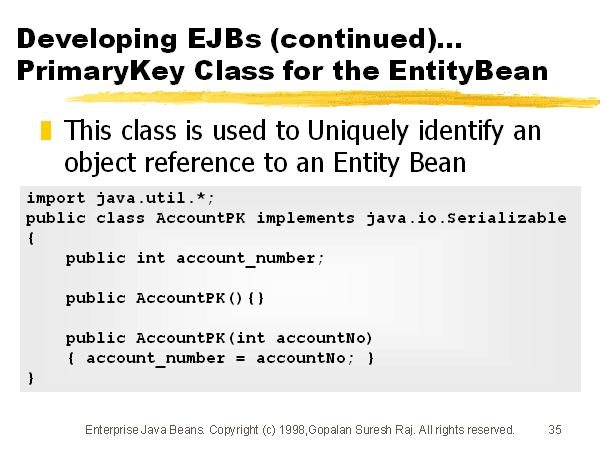 Developing EJBs (continued)...
PrimaryKey Class for the EntityBean
This class is used to Uniquely identify an
object reference to an Entity Bean
import java.util.*;
public class AccountPK implements java.io.Serializable
{
    public int account_number;
    public AccountPK(){}
    public AccountPK(int accountNo)
    { account_number = accountNo; }
}
Enterprise Java Beans. Copyright (c) 1998,Gopalan Suresh Raj. All rights reserved. 35